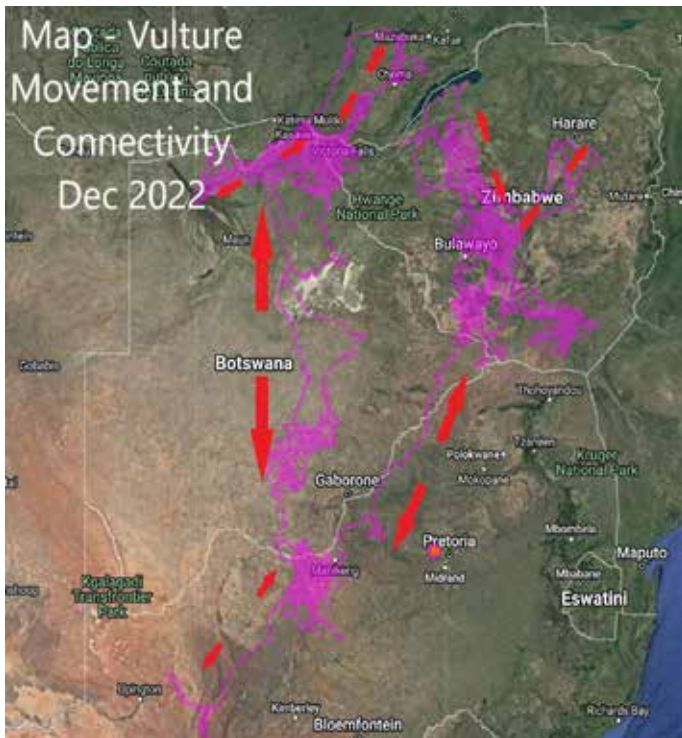 Map - Vulture
Movement and
Connectivity
Dec 2022
Mazabuka
Kafue
Choma
Katima Mulilo
Kasane
Victoria Falls
Harare
Hwange
National Park
Zimbabwe
Mutare
Maun
Bulawayo
Botswana
Gobabis
Thohoyandou
Polokwane
Tzaneen
Kruger
National Park
Gaborone
Mokopane
Pretoria
Mbombela
Maputo
Midrand
Mahikeng
Mbabane
Kgalagadi
Transfrontier
Park
Eswatini
Upington
Kimberley
Bloemfontein
Richards Bay